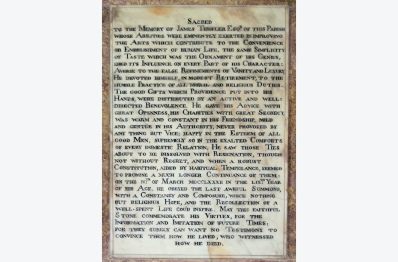 SACRED
TO THE MEMORY OF JAMES TURNER ESQR. OF THIS PARISH
WHOSE ABILITIES WERE EMINENTLY EXERTED IN IMPROVING
THE ARTS WHICH CONTRIBUTE TO THE CONVENIENCE
OR EMBELLISHMENT OF HUMAN LIFE. THE SAME SIMPLICITY
OF TASTE WHICH WAS THE ORNAMENT OF HIS GENIUS,
SHED ITS INFLUENCE ON EVERY PART OF HIS CHARACTER:
AVERSE TO THE FALSE REFINEMENTS OF VANITY AND LUXURY
HE DEVOTED HIMSELF, IN MODEST RETIREMENT, TO THE
HUMBLE PRACTICE OF ALL MORAL AND RELIGIOUS DUTIES.
THE GOOD GIFTS WHICH PROVIDENCE PUT INTO HIS
HANDS, WERE DISTRIBUTED BY AN ACTIVE AND WELL-
DIRECTED BENEVOLENCE. HE GAVE HIS ADVICE WITH
GREAT OPENNESS, HIS CHARITIES WITH GREAT SECRECY.
WAS WARM AND CONSTANT IN HIS FRIENDSHIP, MILD
AND GENTLE IN HIS AUTHORITY, NEVER PROVOKED BY
ANY THING BUT VICE; HAPPY IN THE ESTEEM OF ALL
GOOD MEN, SUPREMELY SO IN THE EXALTED COMFORTS
OF EVERY DOMESTIC RELATION. HE SAW THOSE TIES
ABOUT TO BE DISSOLVED WITH RESIGNATION, THOUGH
NOT WITHOUT REGRET, AND WHEN A ROBUST
CONSTITUTION, AIDED BY HABITUAL TEMPERANCE, SEEMED
TO PROMISE A MUCH LONGER CONTINUANCE OF THEM:
ON THE OF MARCH IN THE YEAR
OF HIS AGE, HE OBEYED THE LAST AWFUL SUMMONS,
WITH A CONSTANCY AND COMPOSURE, WHICH NOTHING
BUT RELIGIOUS HOPE, AND THE RECOLLECTION OF A
WELL-SPENT LIFE COULD INSPIRE. MAY THIS FAITHFUL
STONE COMMEMORATE HIS VIRTUES, FOR THE
INFORMATION AND IMITATION OF FUTURE TIMES;
FOR THEY SURELY CAN WANT NO TESTIMONY TO
CONVINCE THEM HOW HE LIVED, WHO WITNESSED
HOW HE DIED.